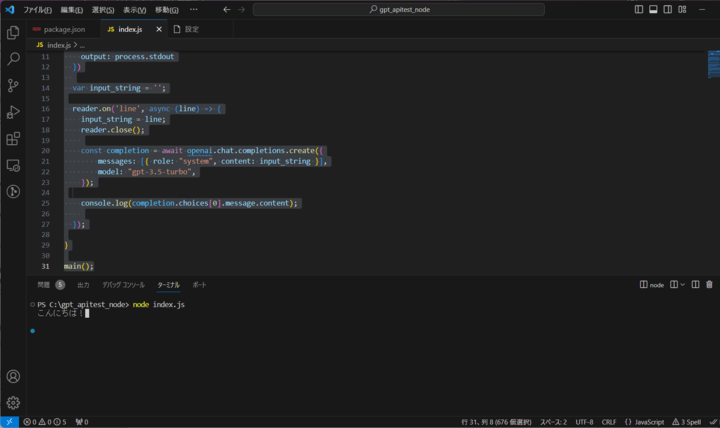 ファイル(F) 編集(E) 選択(S) 表示(V) 移動(G) ··· gpt_apitest_node
package.json JS index.js × 設定
JS index.js > ...
11 output: process.stdout
12 })
13
14 var input_string = '';
15
16 reader.on('line', async (line) => {
17 input_string = line;
18 reader.close();
19
20 const completion = await openai.chat.completions.create({
21 messages: [{ role: "system", content: input_string }],
22 model: "gpt-3.5-turbo",
23 });
24
25 console.log(completion.choices[0].message.content);
26
27 });
28
29 }
30
31 main();
問題 5 出力 デバッグ コンソール ターミナル ポート node
PS C:\gpt_apitest_node> node index.js
こんにちは！
0 0 5 0 行 31、列 8 (676 個選択) スペース: 2 UTF-8 CRLF {} JavaScript 3 Spell